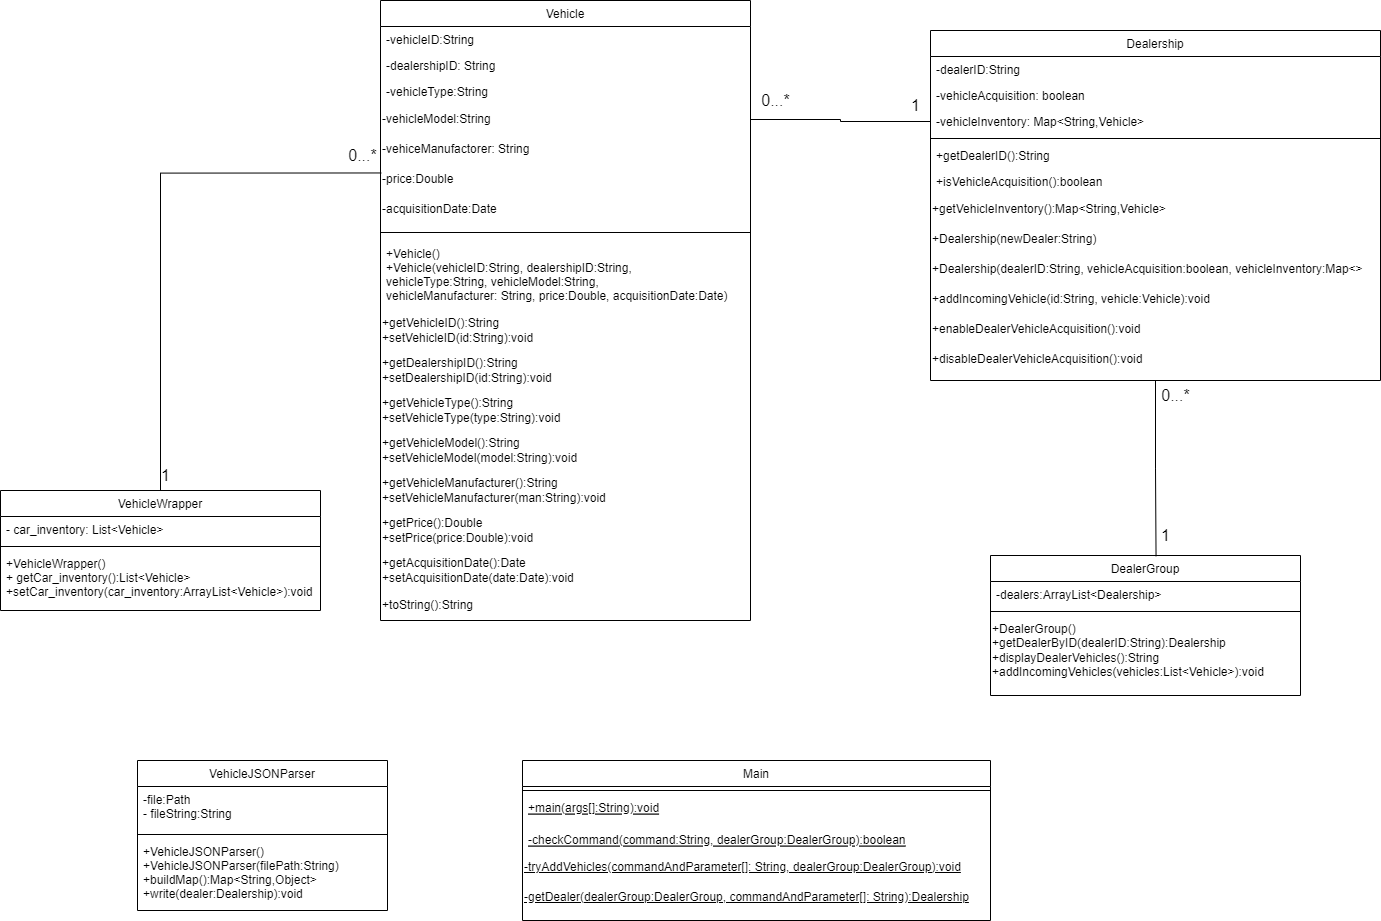 Vehicle
-vehicleID:String
-dealershipID: String
-vehicleType:String
-vehicleModel:String
-vehiceManufactorer: String
-price:Double
-acquisitionDate:Date
+Vehicle()
+Vehicle(vehicleID:String, dealershipID:String,
vehicleType:String, vehicleModel:String,
vehicleManufacturer: String, price:Double, acquisitionDate:Date)
+getVehicleID():String
+setVehicleID(id:String):void
+getDealershipID():String
+setDealershipID(id:String):void
+getVehicleType():String
+setVehicleType(type:String):void
+getVehicleModel():String
+setVehicleModel(model:String):void
+getVehicleManufacturer():String
+setVehicleManufacturer(man:String):void
+getPrice():Double
+setPrice(price:Double):void
+getAcquisitionDate():Date
+setAcquisitionDate(date:Date):void
+toString():String
0...*
1
Dealership
-dealerID:String
-vehicleAcquisition: boolean
-vehicleInventory: Map<String,Vehicle>
+getDealerID():String
+isVehicleAcquisition():boolean
+getVehicleInventory():Map<String,Vehicle>
+Dealership(newDealer:String)
+Dealership(dealerID:String, vehicleAcquisition:boolean, vehicleInventory:Map<>
+addIncomingVehicle(id:String, vehicle:Vehicle):void
+enableDealerVehicleAcquisition():void
+disableDealerVehicleAcquisition():void
0...*
1
0...*
1
VehicleWrapper
- car_inventory: List<Vehicle>
+VehicleWrapper()
+ getCar_inventory():List<Vehicle>
+setCar_inventory(car_inventory:ArrayList<Vehicle>):void
DealerGroup
-dealers:ArrayList<Dealership>
+DealerGroup()
+getDealerByID(dealerID:String):Dealership
+displayDealerVehicles():String
+addIncomingVehicles(vehicles:List<Vehicle>):void
VehicleJSONParser
-file:Path
- fileString:String
+VehicleJSONParser()
+VehicleJSONParser(filePath:String)
+buildMap():Map<String,Object>
+write(dealer:Dealership):void
Main
+main(args[]:String):void
-checkCommand(command:String, dealerGroup:DealerGroup):boolean
-tryAddVehicles(commandAndParameter[]: String, dealerGroup:DealerGroup):void
-getDealer(dealerGroup:DealerGroup, commandAndParameter[]: String):Dealership